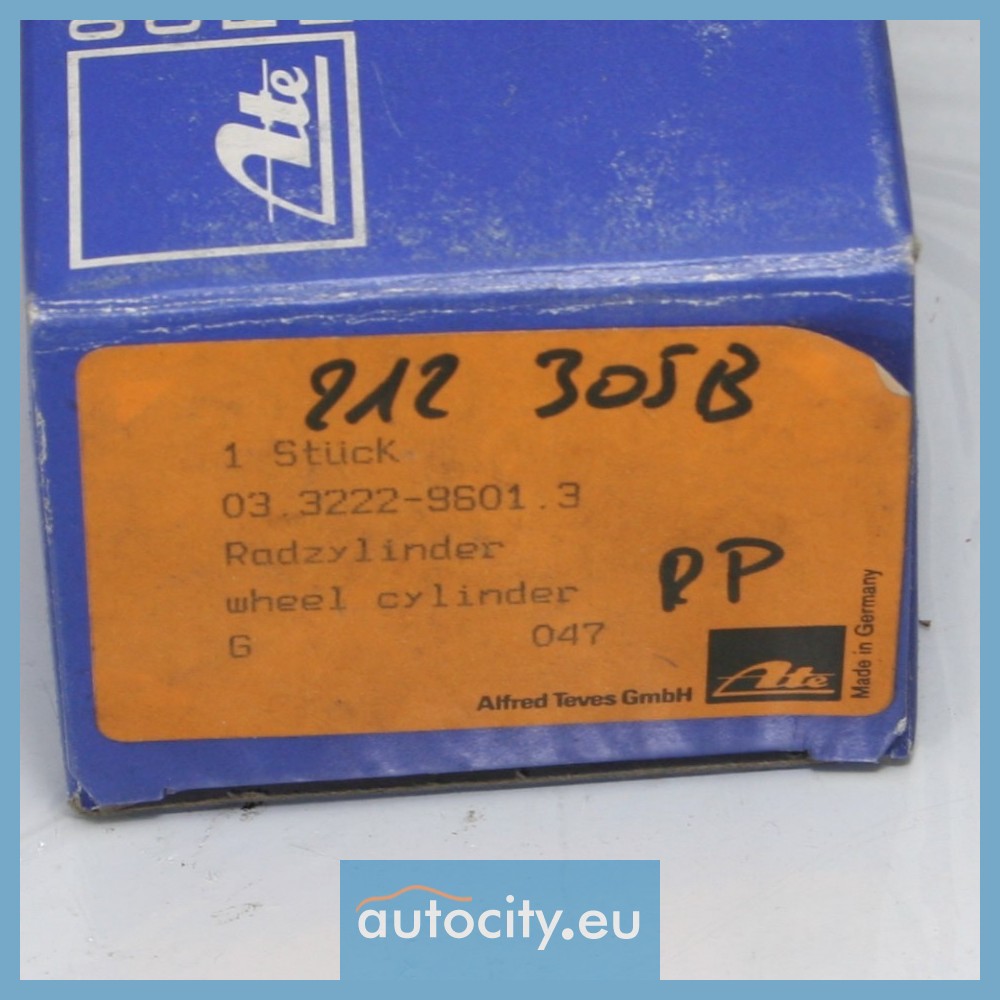 Ate
212 305B
1 Stück
03.3222-9601.3
Radzylinder
wheel cylinder
RP
G 047
Alfred Teves GmbH
Ate
Made in Germany
autocity.eu